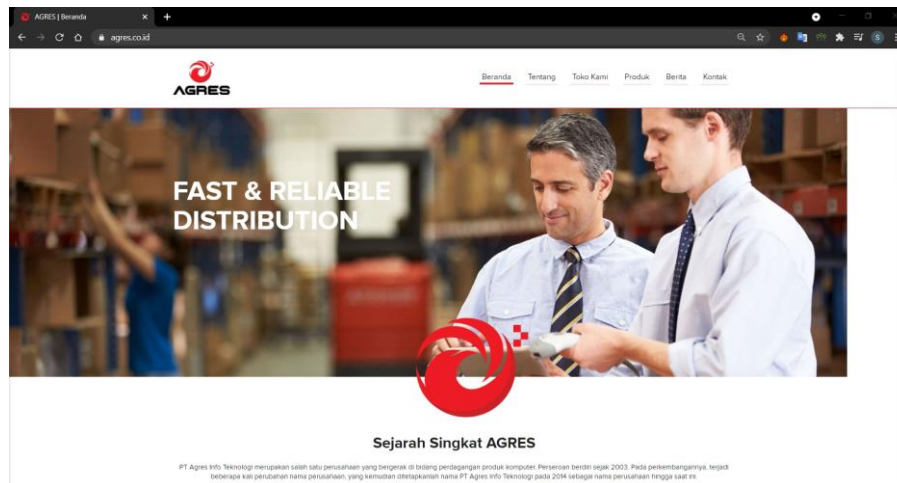 AGRES | Beranda
agres.co.id
S
AGRES
Beranda Tentang Toko Kami Produk Berita Kontak
FAST & RELIABLE
DISTRIBUTION
Sejarah Singkat AGRES
PT Agres Info Teknologi merupakan salah satu perusahaan yang bergerak di bidang perdagangan produk komputer. Perseroan berdiri sejak 2003. Pada perkembangannya, terjadi
beberapa kali perubahan nama perusahaan, yang kemudian ditetapkanlah nama PT Agres Info Teknologi pada 2014 sebagai nama perusahaan hingga saat ini.